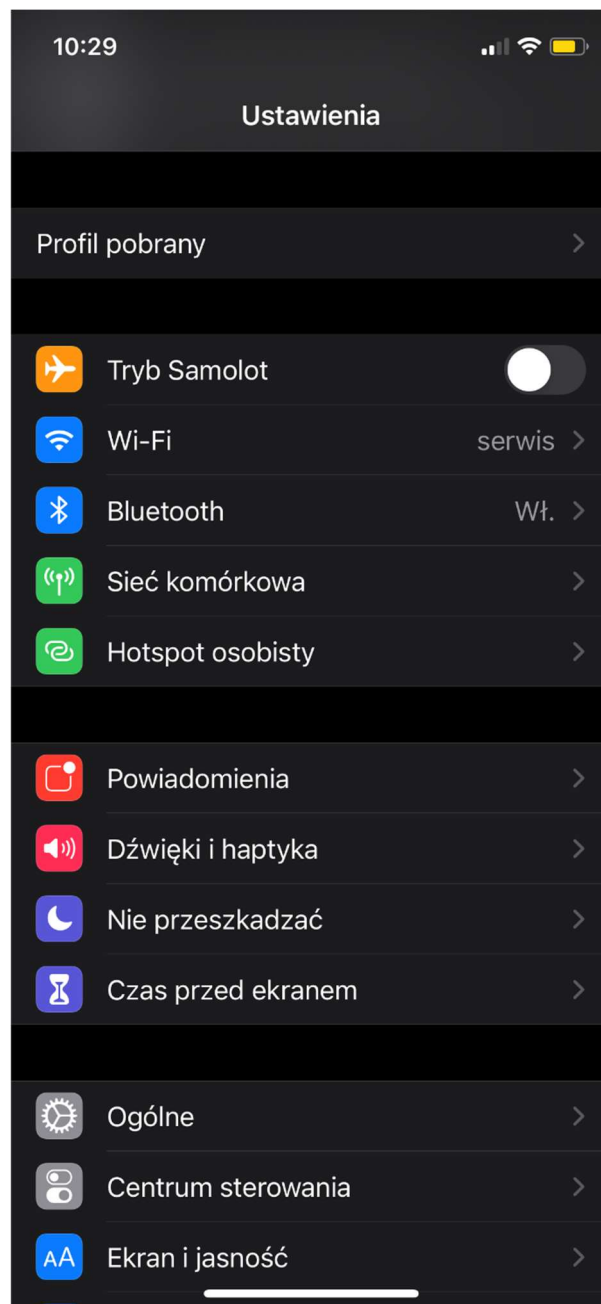 10:29
Ustawienia
Profil pobrany
Tryb Samolot
Wi-Fi serwis
Bluetooth Wł.
Sieć komórkowa
Hotspot osobisty
Powiadomienia
Dźwięki i haptyka
Nie przeszkadzać
Czas przed ekranem
Ogólne
Centrum sterowania
AA Ekran i jasność